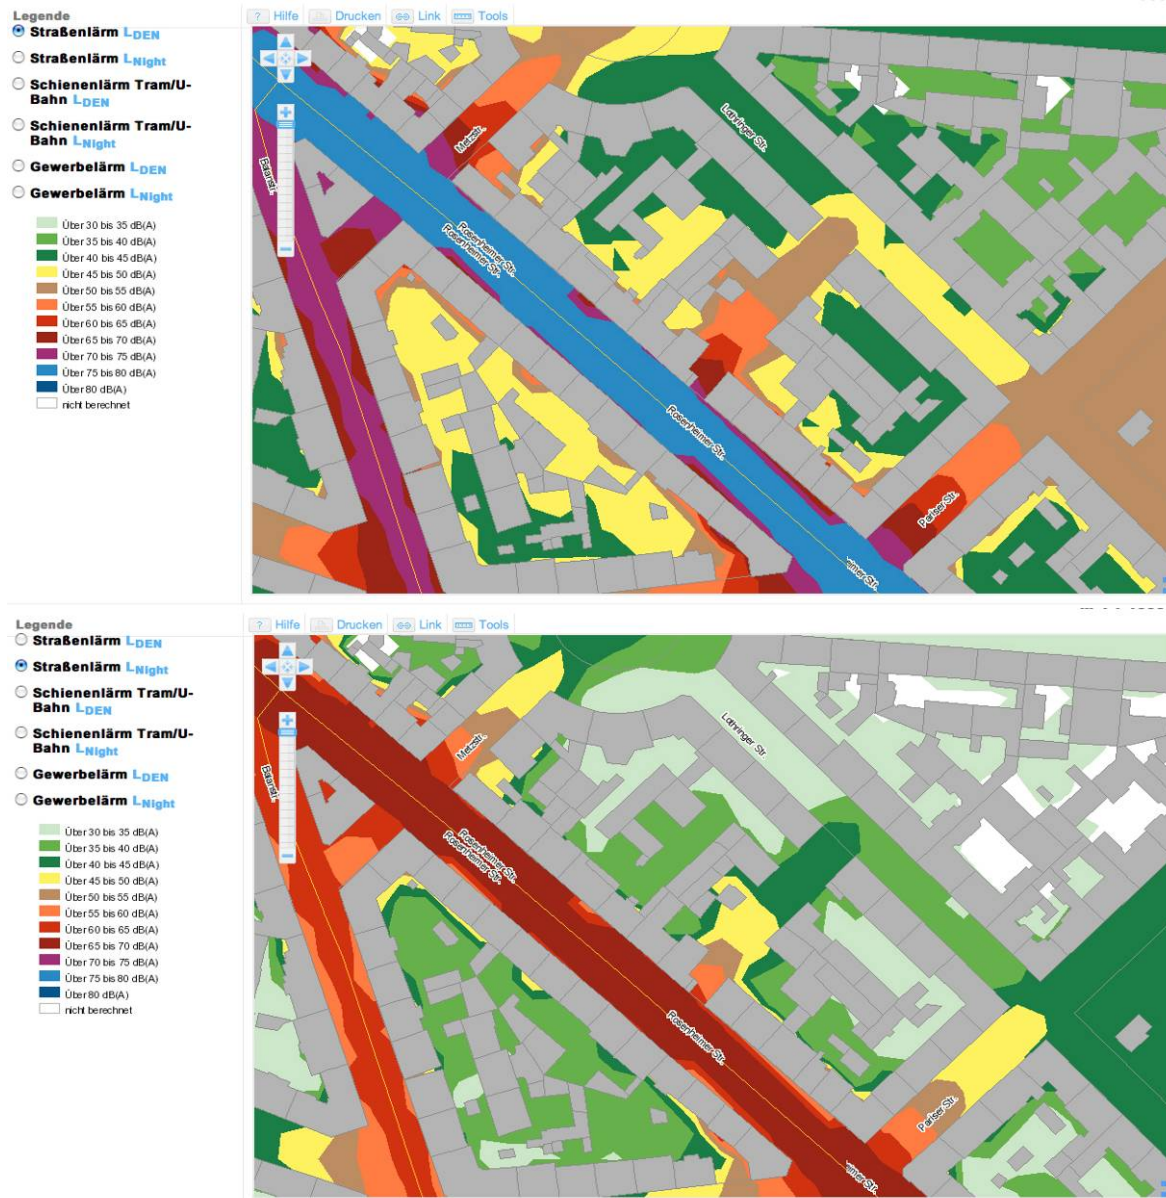 Legende
Hilfe
Drucken
Link
Tools
Straßenlärm LDEN
Straßenlärm LNight
Schienenlärm Tram/U-
Bahn LDEN
Schienenlärm Tram/U-
Bahn LNight
Gewerbelärm LDEN
Gewerbelärm LNight
Über 30 bis 35 dB(A)
Über 35 bis 40 dB(A)
Über 40 bis 45 dB(A)
Über 45 bis 50 dB(A)
Über 50 bis 55 dB(A)
Über 55 bis 60 dB(A)
Über 60 bis 65 dB(A)
Über 65 bis 70 dB(A)
Über 70 bis 75 dB(A)
Über 75 bis 80 dB(A)
Über 80 dB(A)
nicht berechnet
Metzstr.
Lothringer Str.
Balanstr.
Rosenheimer Str.
Rosenheimer Str.
Rosenheimer Str.
Pariser Str.
eimer Str.
Legende
Hilfe
Drucken
Link
Tools
Straßenlärm LDEN
Straßenlärm LNight
Schienenlärm Tram/U-
Bahn LDEN
Schienenlärm Tram/U-
Bahn LNight
Gewerbelärm LDEN
Gewerbelärm LNight
Über 30 bis 35 dB(A)
Über 35 bis 40 dB(A)
Über 40 bis 45 dB(A)
Über 45 bis 50 dB(A)
Über 50 bis 55 dB(A)
Über 55 bis 60 dB(A)
Über 60 bis 65 dB(A)
Über 65 bis 70 dB(A)
Über 70 bis 75 dB(A)
Über 75 bis 80 dB(A)
Über 80 dB(A)
nicht berechnet
Metzstr.
Lothringer Str.
Balanstr.
Rosenheimer Str.
Rosenheimer Str.
Rosenheimer Str.
Pariser Str.
eimer Str.